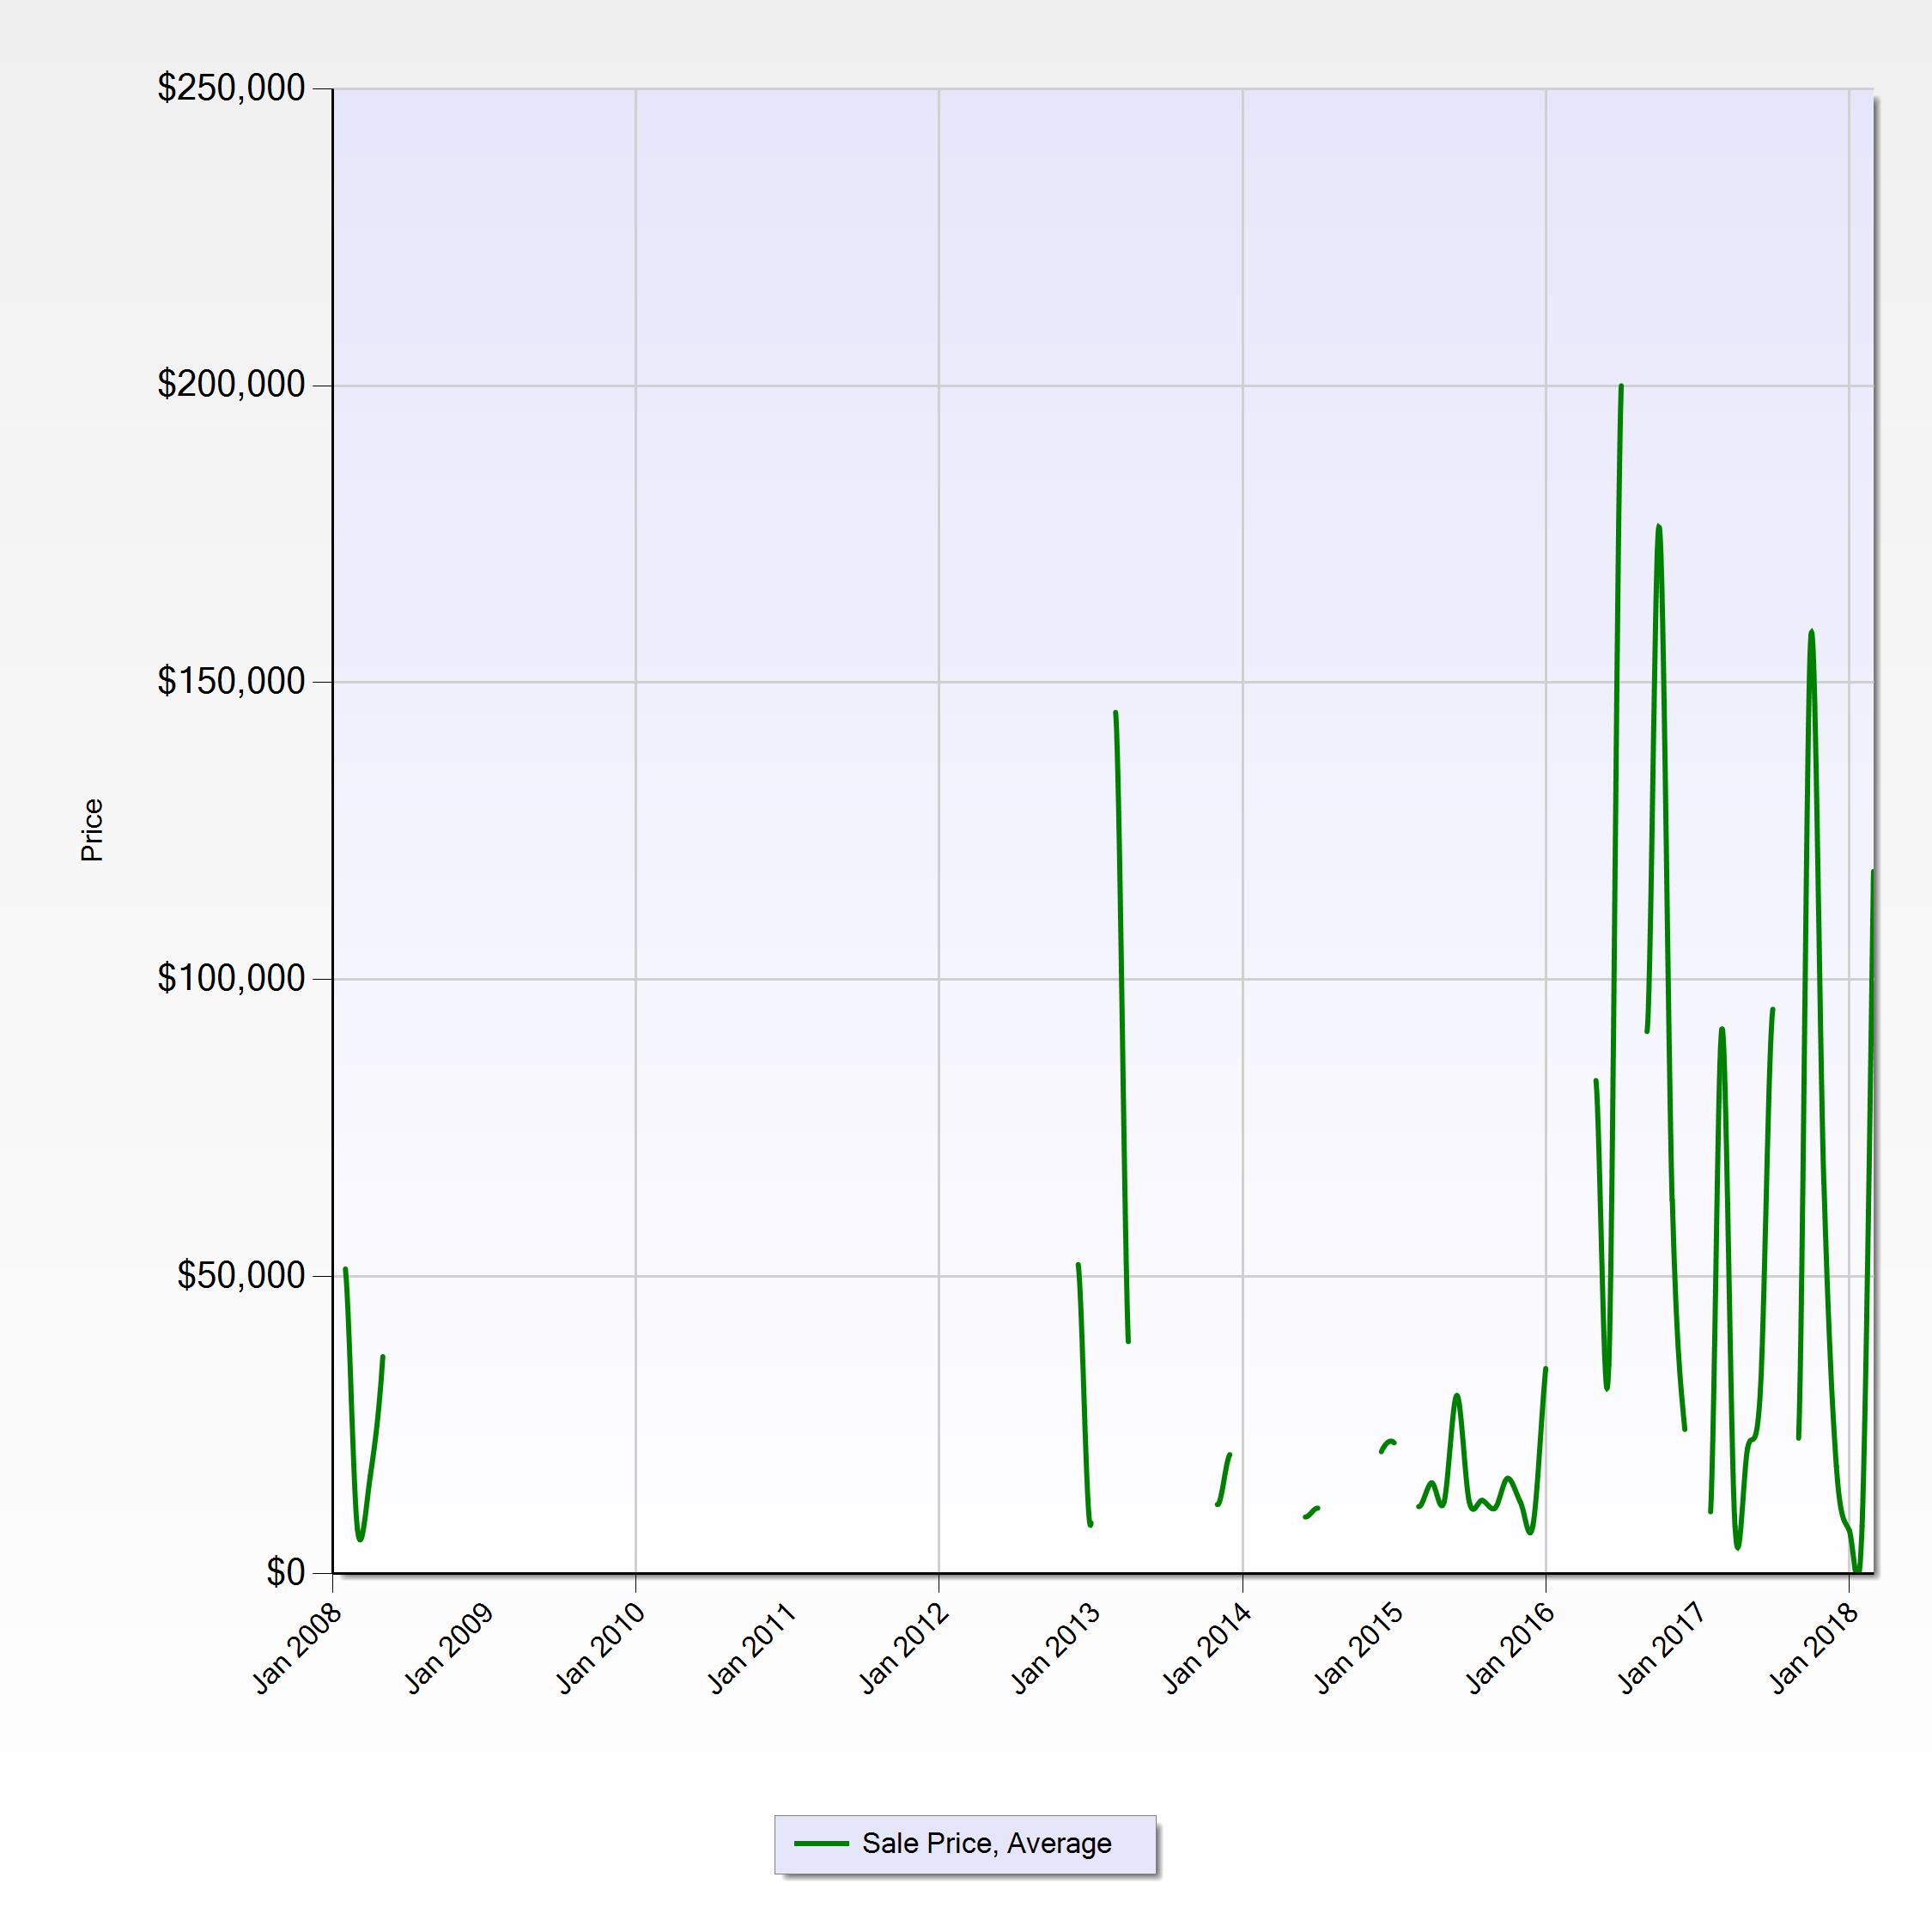 $250,000
$200,000
$150,000
$100,000
$50,000
$0
Price
Jan 2008
Jan 2009
Jan 2010
Jan 2011
Jan 2012
Jan 2013
Jan 2014
Jan 2015
Jan 2016
Jan 2017
Jan 2018
Sale Price, Average